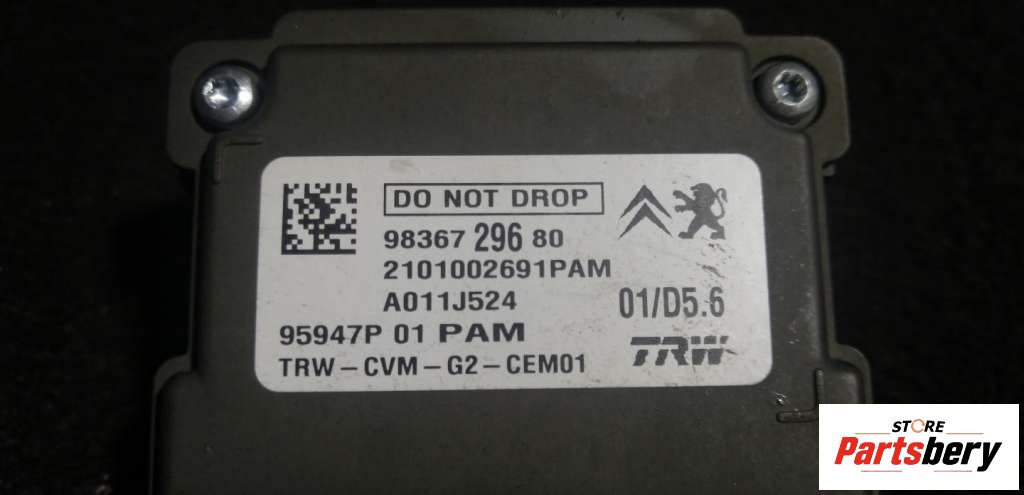 DO NOT DROP
98367 296 80
2101002691PAM
A011J524
01/D5.6
95947P 01 PAM
TRW
TRW-CVM-G2-CEM01
STORE
Partsbery